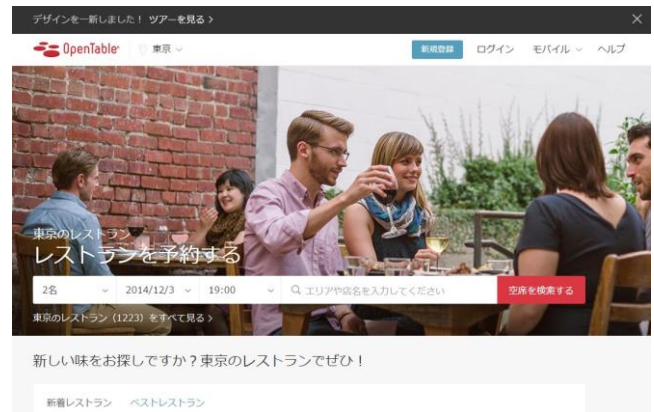 デザインを一新しました！ ツアーを見る ›
OpenTable 東京
新規登録 ログイン モバイル ヘルプ
東京のレストラン
レストランを予約する
2名 2014/12/3 19:00 エリアや店名を入力してください 空席を検索する
東京のレストラン（1223）をすべて見る ›
新しい味をお探しですか？東京のレストランでぜひ！
新着レストラン ベストレストラン